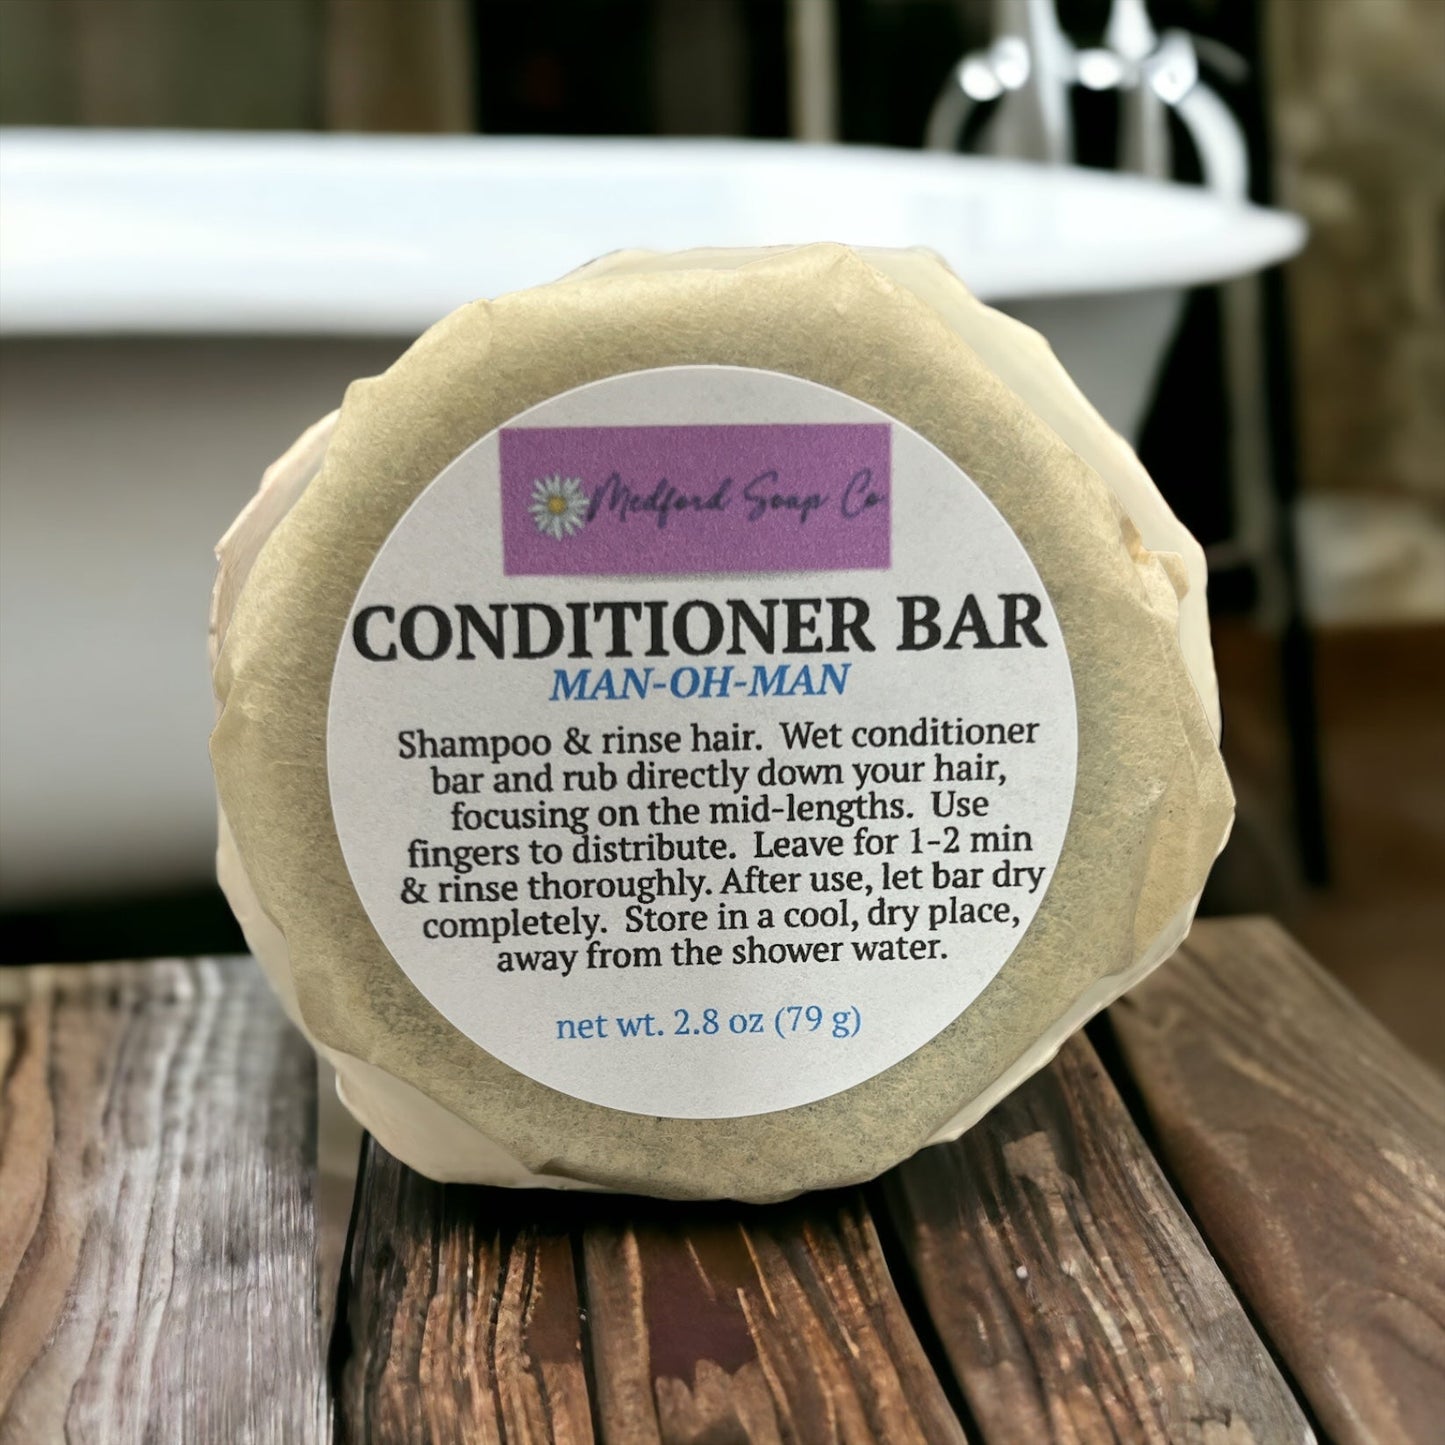 Medford Soap Co
CONDITIONER BAR
MAN-OH-MAN
Shampoo & rinse hair.  Wet conditioner
bar and rub directly down your hair,
focusing on the mid-lengths.  Use
fingers to distribute.  Leave for 1-2 min
& rinse thoroughly. After use, let bar dry
completely.  Store in a cool, dry place,
away from the shower water.
net wt. 2.8 oz (79 g)